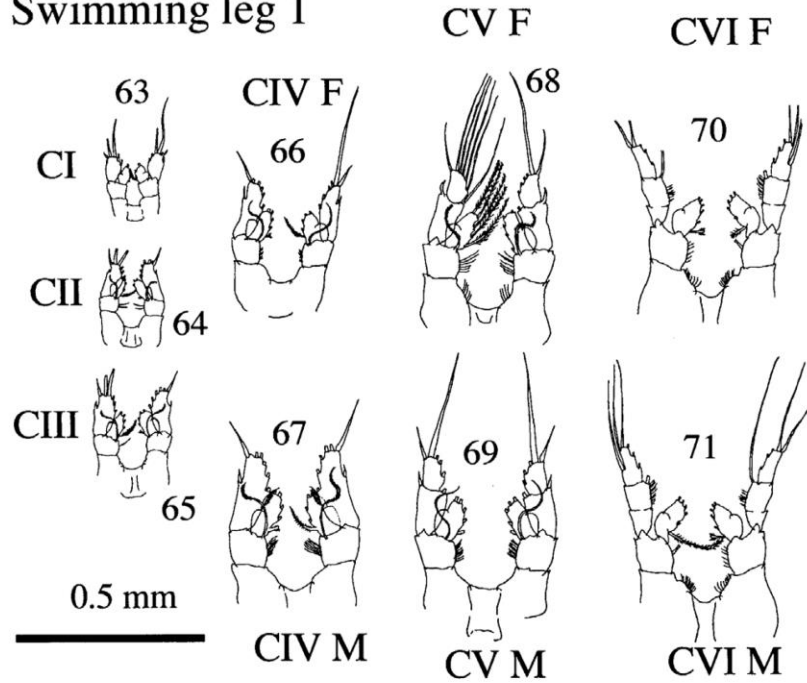 Swimming leg 1
CV F
CVI F
63
CIV F
68
66
70
CI
CII
64
CIII
67
69
71
65
0.5 mm
CIV M
CV M
CVI M